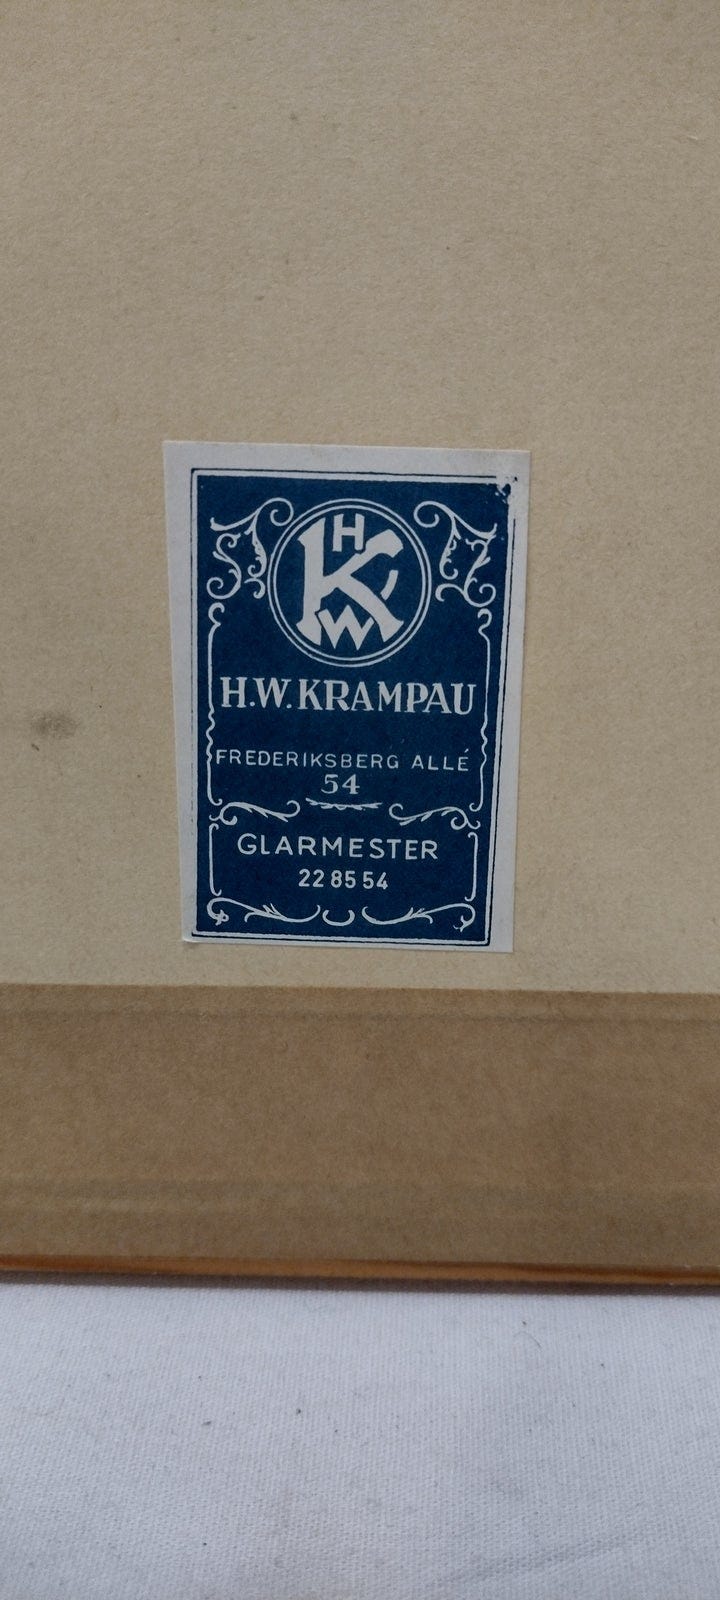 HKW
H.W. KRAMPAU
FREDERIKSBERG ALLÉ
54
GLARMESTER
22 85 54